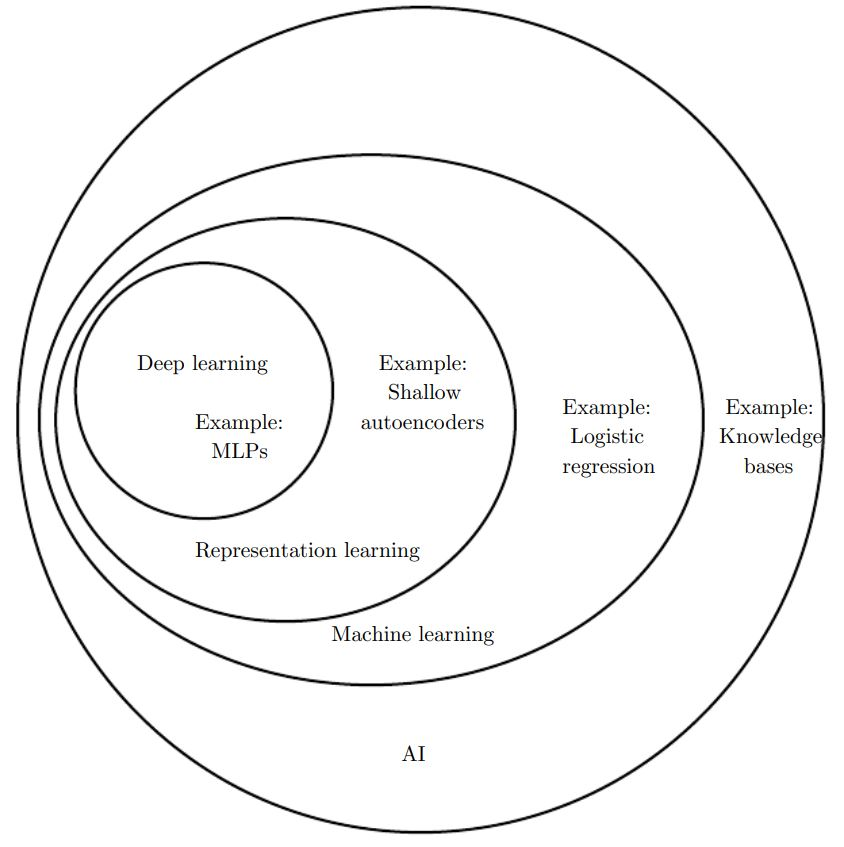 Deep learning
Example:
MLPs
Example:
Shallow
autoencoders
Example:
Logistic
regression
Example:
Knowledge
bases
Representation learning
Machine learning
AI